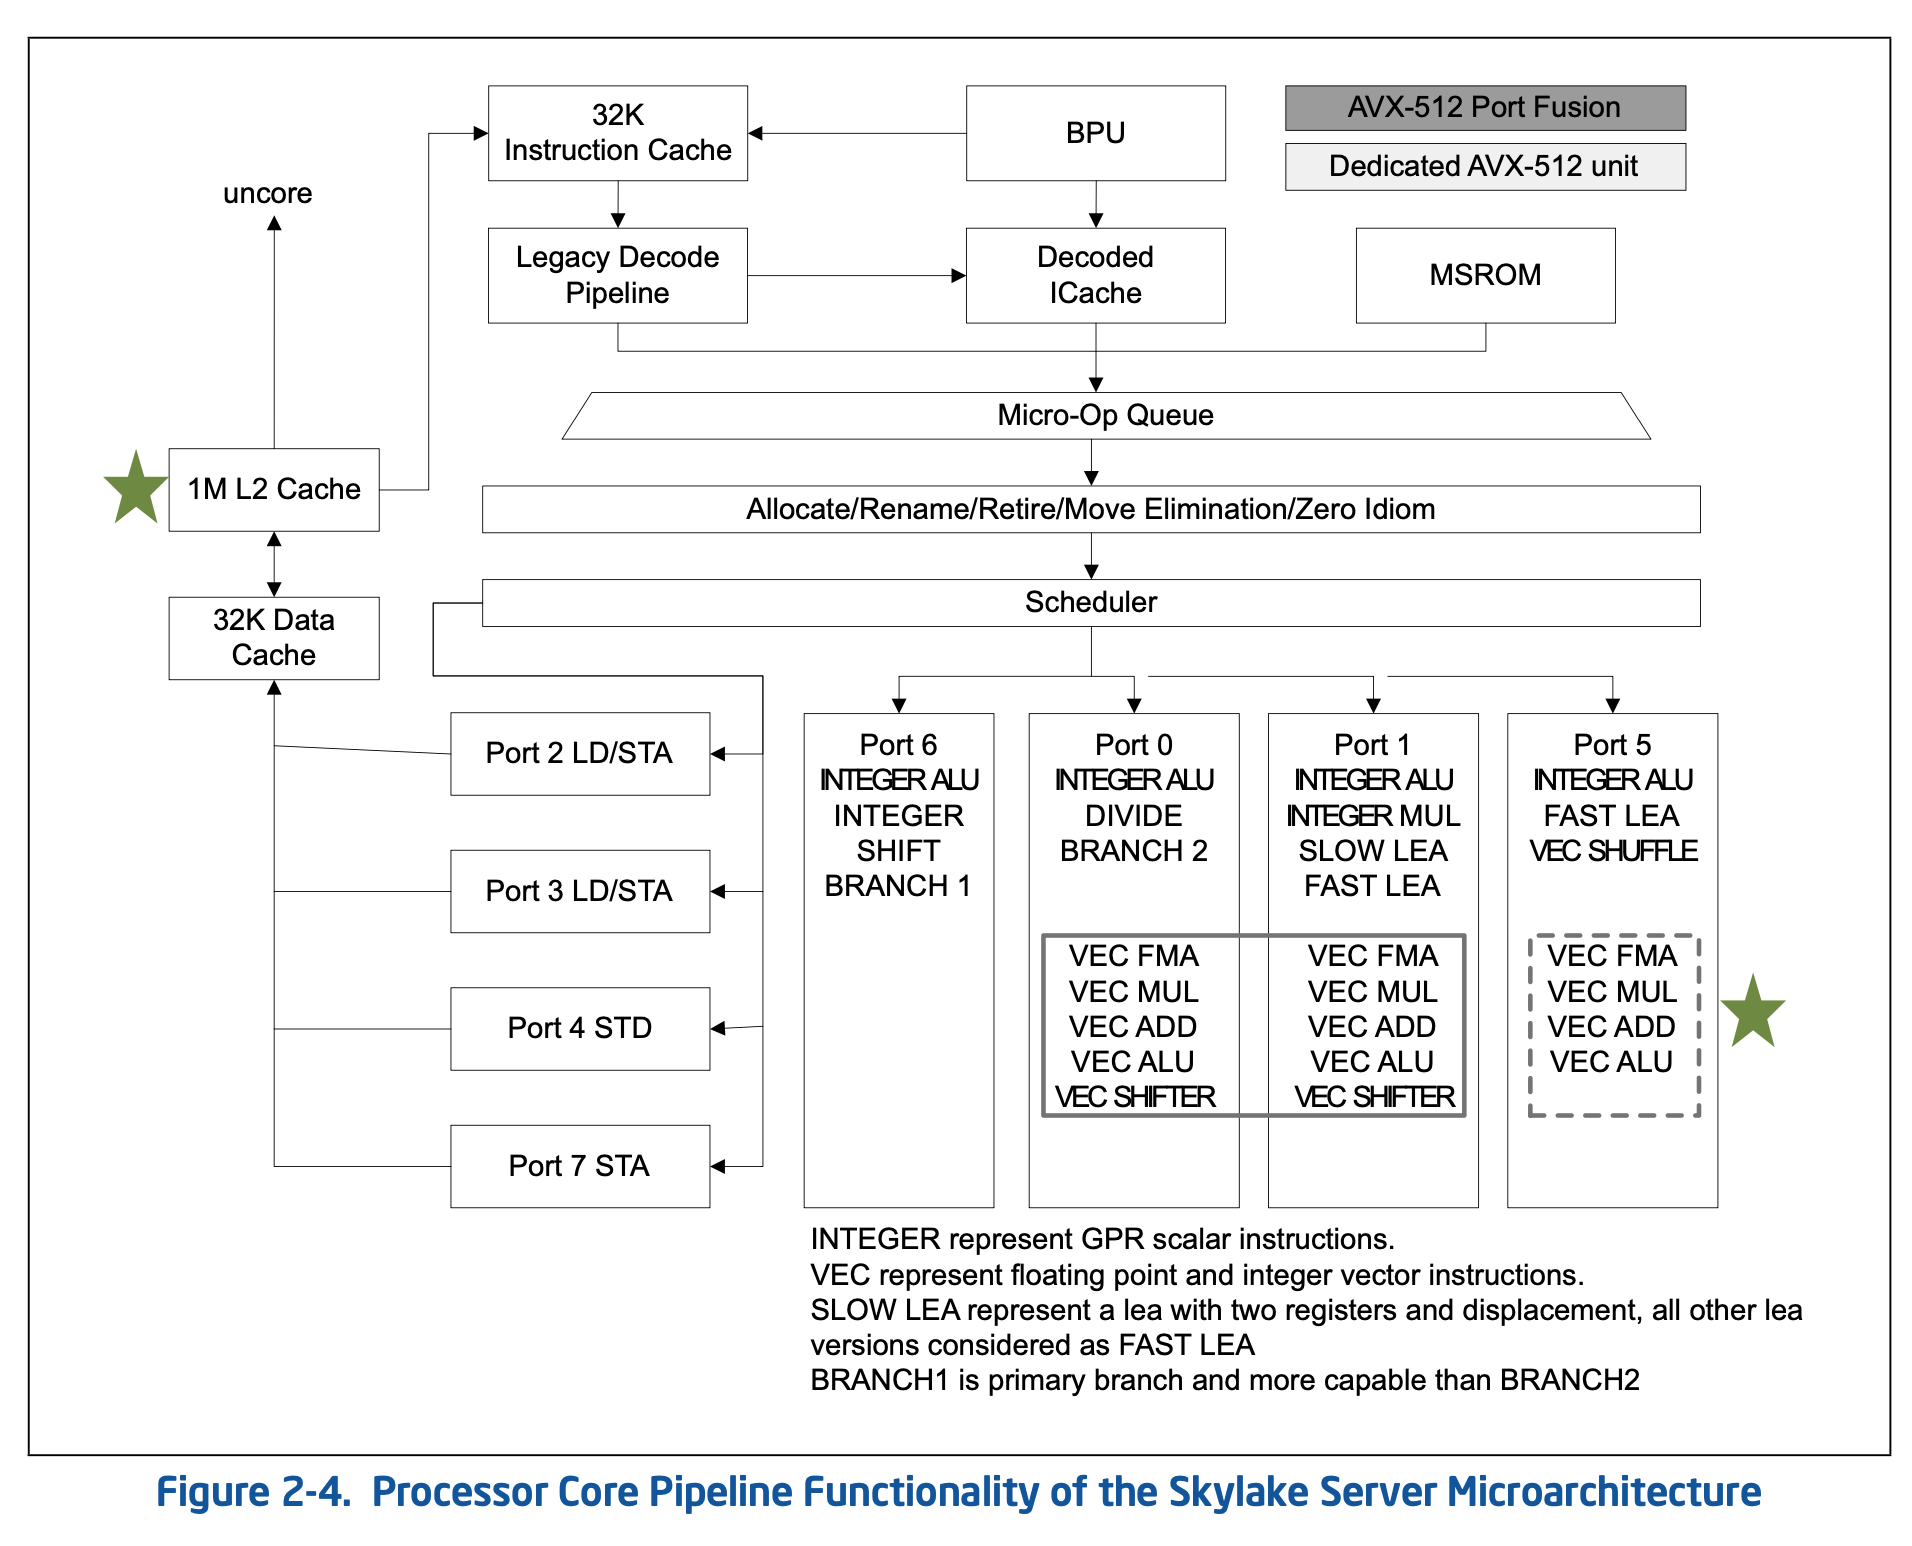 32K
Instruction Cache
BPU
AVX-512 Port Fusion
Dedicated AVX-512 unit
uncore
Legacy Decode
Pipeline
Decoded
ICache
MSROM
Micro-Op Queue
1M L2 Cache
Allocate/Rename/Retire/Move Elimination/Zero Idiom
Scheduler
32K Data
Cache
Port 2 LD/STA
Port 3 LD/STA
Port 4 STD
Port 7 STA
Port 6
INTEGER ALU
INTEGER
SHIFT
BRANCH 1
Port 0
INTEGER ALU
DIVIDE
BRANCH 2
VEC FMA
VEC MUL
VEC ADD
VEC ALU
VEC SHIFTER
Port 1
INTEGER ALU
INTEGER MUL
SLOW LEA
FAST LEA
VEC FMA
VEC MUL
VEC ADD
VEC ALU
VEC SHIFTER
Port 5
INTEGER ALU
FAST LEA
VEC SHUFFLE
VEC FMA
VEC MUL
VEC ADD
VEC ALU
INTEGER represent GPR scalar instructions.
VEC represent floating point and integer vector instructions.
SLOW LEA represent a lea with two registers and displacement, all other lea
versions considered as FAST LEA
BRANCH1 is primary branch and more capable than BRANCH2
Figure 2-4. Processor Core Pipeline Functionality of the Skylake Server Microarchitecture